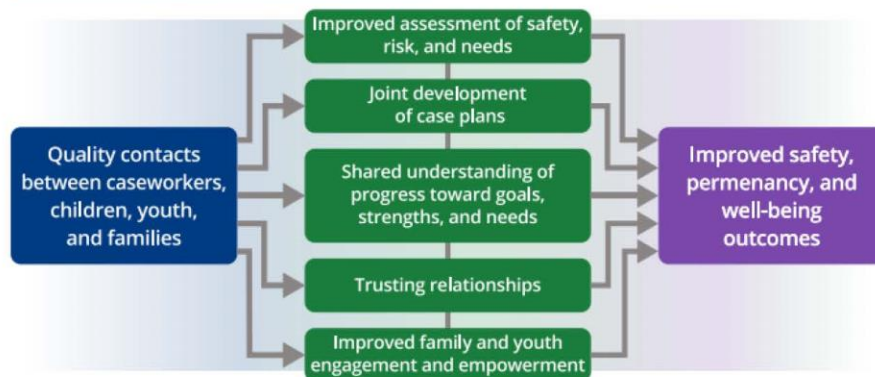 Improved assessment of safety,
risk, and needs
Joint development
of case plans
Quality contacts
between caseworkers,
children, youth,
and families
Shared understanding of
progress toward goals,
strengths, and needs
Improved safety,
permenancy, and
well-being
outcomes
Trusting relationships
Improved family and youth
engagement and empowerment